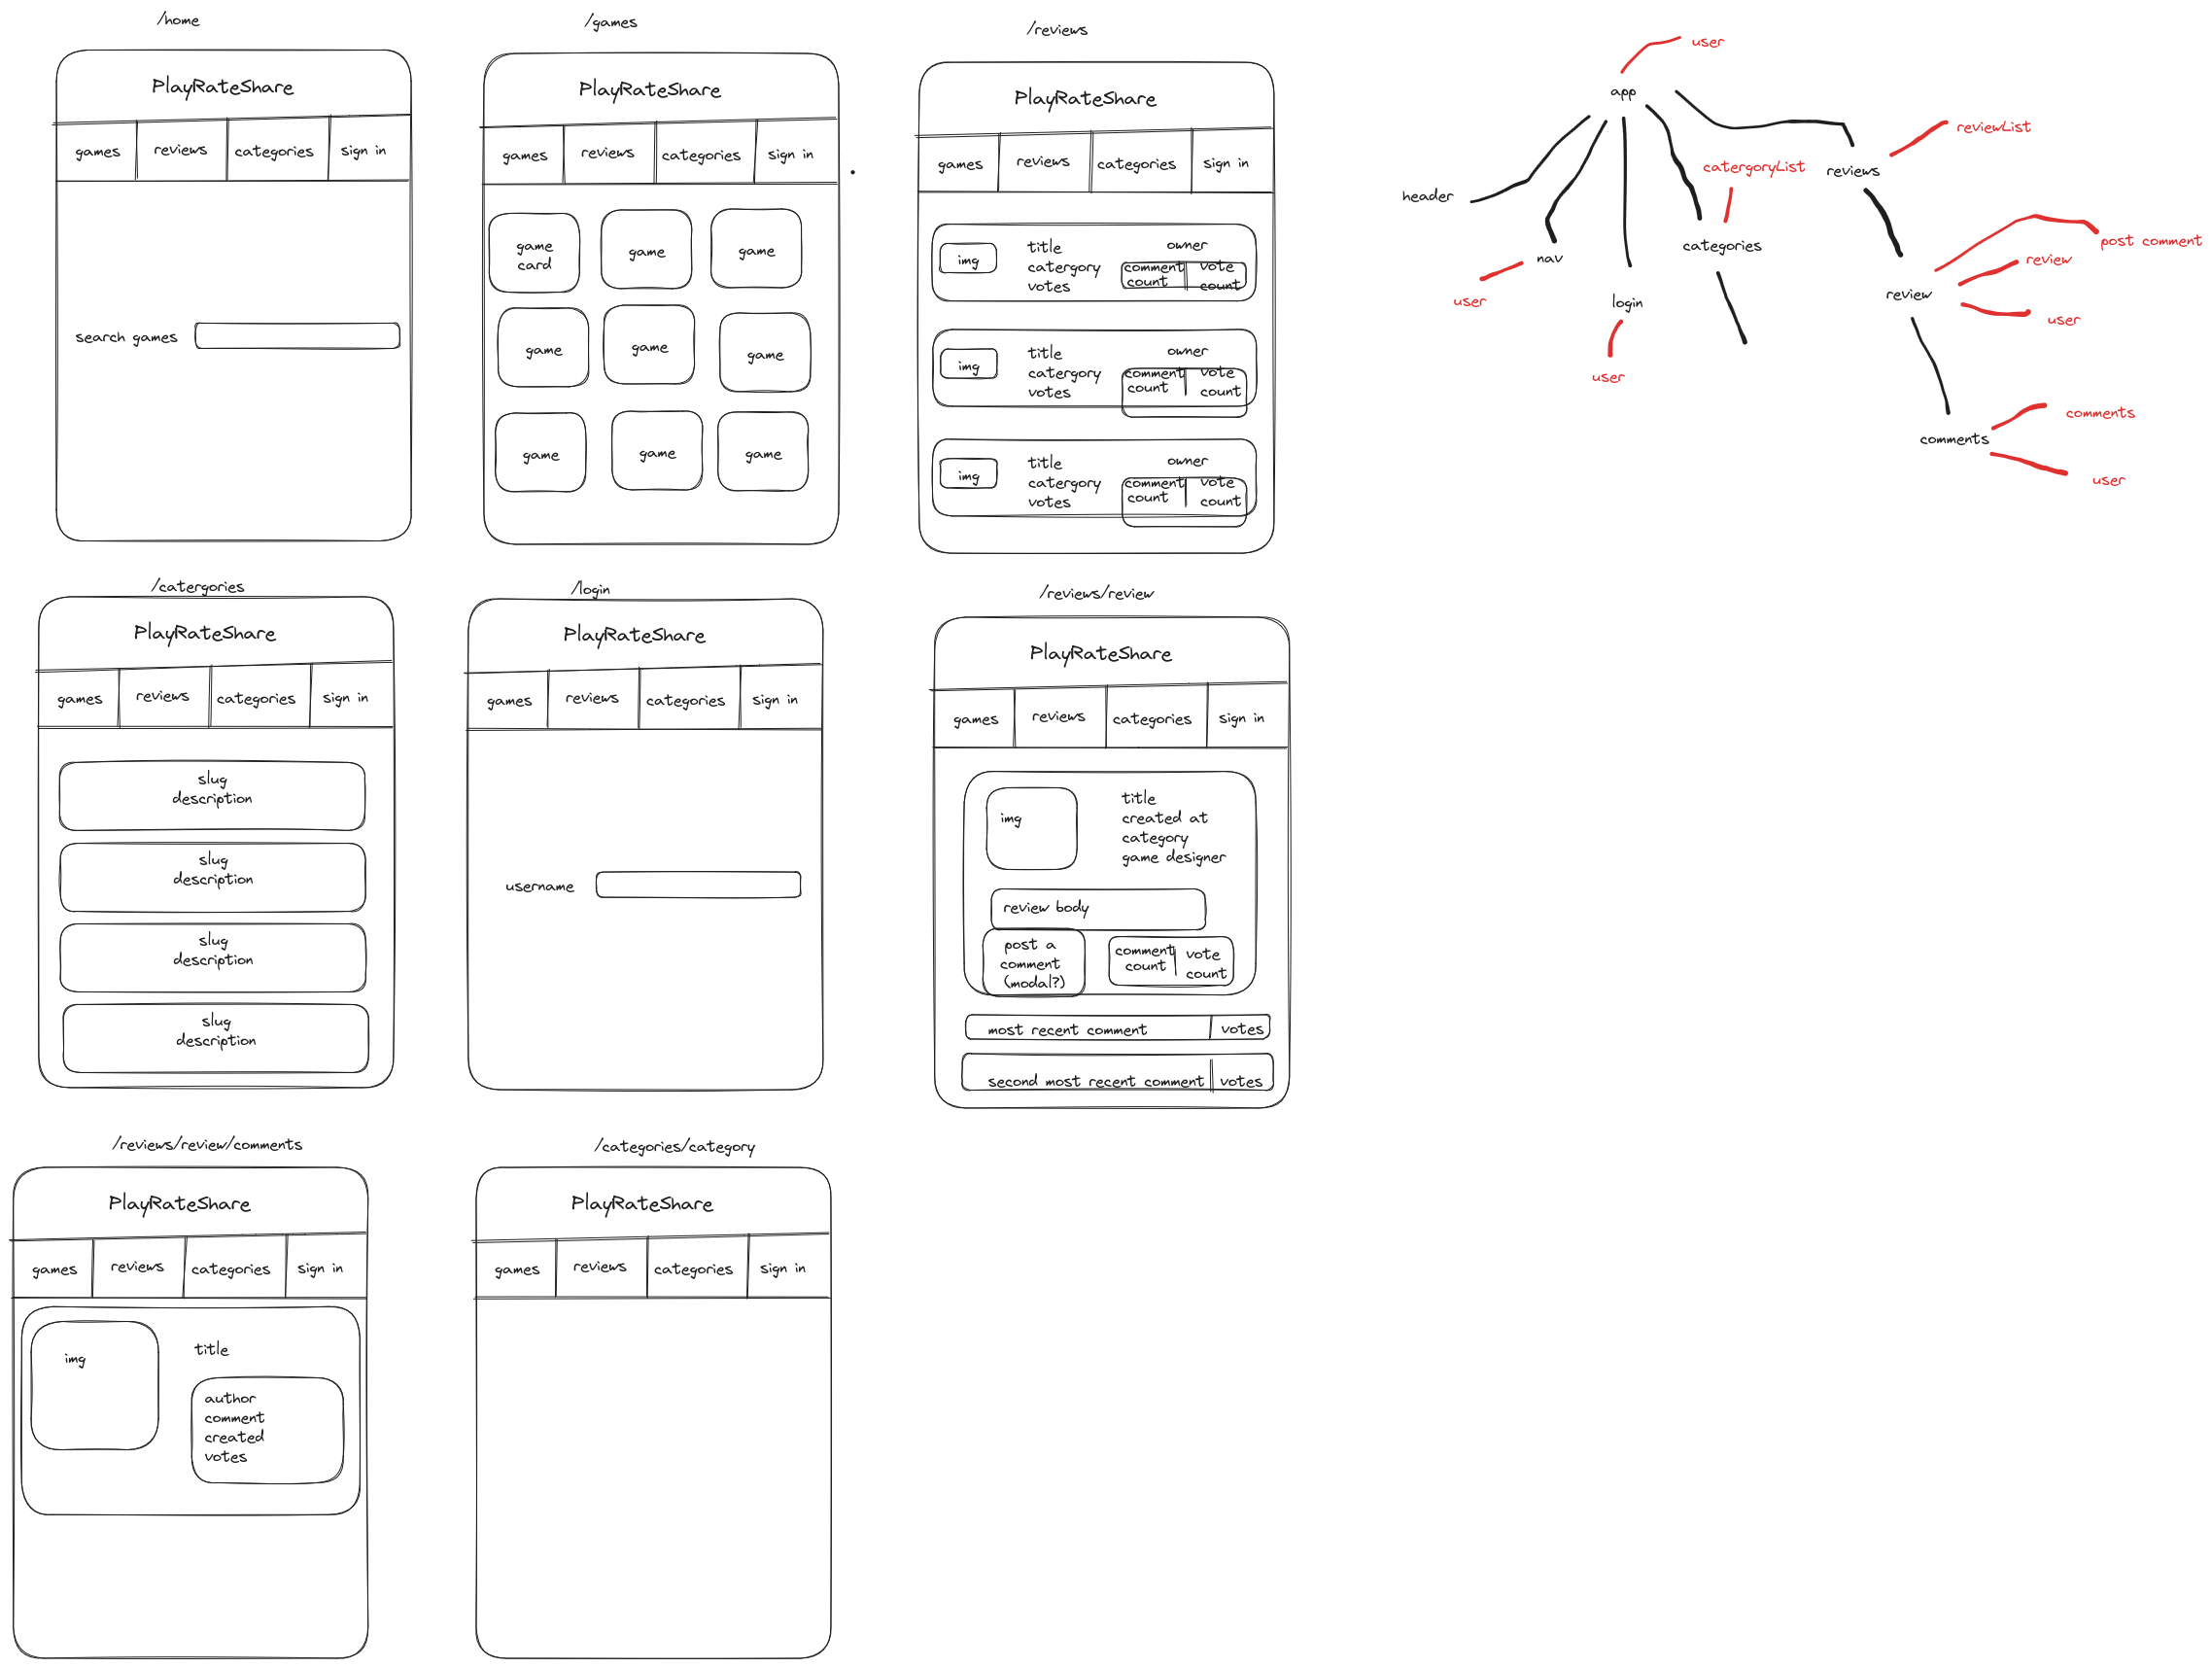 /home
PlayRateShare
games
reviews
categories
sign in
search games
/games
PlayRateShare
games
reviews
categories
sign in
game
card
game
game
game
game
game
game
game
game
/reviews
PlayRateShare
games
reviews
categories
sign in
img
title
catergory
votes
owner
comment
count
vote
count
img
title
catergory
votes
owner
comment
count
vote
count
img
title
catergory
votes
owner
comment
count
vote
count
user
app
reviewList
catergoryList
reviews
header
categories
nav
post comment
review
user
login
review
user
user
comments
comments
user
/catergories
PlayRateShare
games
reviews
categories
sign in
slug
description
slug
description
slug
description
slug
description
/login
PlayRateShare
games
reviews
categories
sign in
username
/reviews/review
PlayRateShare
games
reviews
categories
sign in
img
title
created at
category
game designer
review body
post a
comment
(modal?)
comment
count
vote
count
most recent comment
votes
second most recent comment
votes
/reviews/review/comments
PlayRateShare
games
reviews
categories
sign in
img
title
author
comment
created
votes
/categories/category
PlayRateShare
games
reviews
categories
sign in